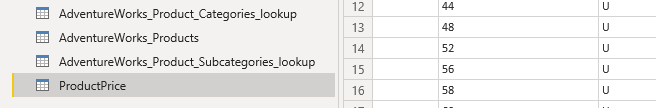 AdventureWorks_Product_Categories_lookup
AdventureWorks_Products
AdventureWorks_Product_Subcategories_lookup
ProductPrice
12 44 U
13 48 U
14 52 U
15 56 U
16 58 U